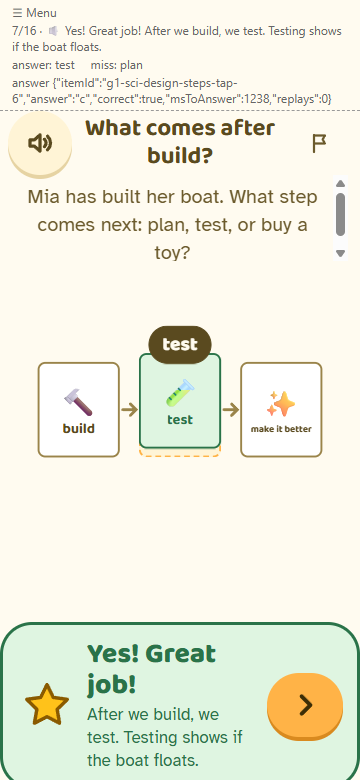 ☰ Menu
7/16 · 📢 Yes! Great job! After we build, we test. Testing shows
if the boat floats.
answer: test miss: plan
answer {"itemId":"g1-sci-design-steps-tap-
6","answer":"c","correct":true,"msToAnswer":1238,"replays":0}
What comes after
build?
Mia has built her boat. What step
comes next: plan, test, or buy a
toy?
test
build
test
make it better
Yes! Great
job!
After we build, we
test. Testing shows if
the boat floats.